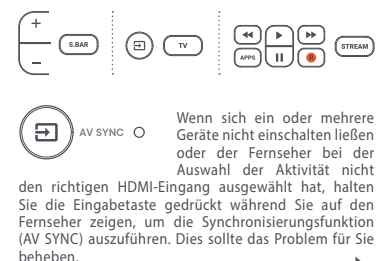 +
S.BAR
TV
APPS
STREAM
–
AV SYNC
Wenn sich ein oder mehrere
Geräte nicht einschalten ließen
oder der Fernseher bei der
Auswahl der Aktivität nicht
den richtigen HDMI-Eingang ausgewählt hat, halten
Sie die Eingabetaste gedrückt während Sie auf den
Fernseher zeigen, um die Synchronisierungsfunktion
(AV SYNC) auszuführen. Dies sollte das Problem für Sie
beheben.